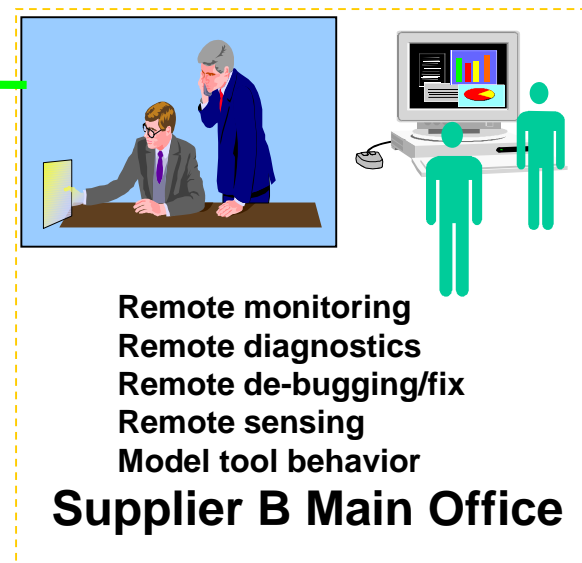 Remote monitoring
Remote diagnostics
Remote de-bugging/fix
Remote sensing
Model tool behavior
Supplier B Main Office